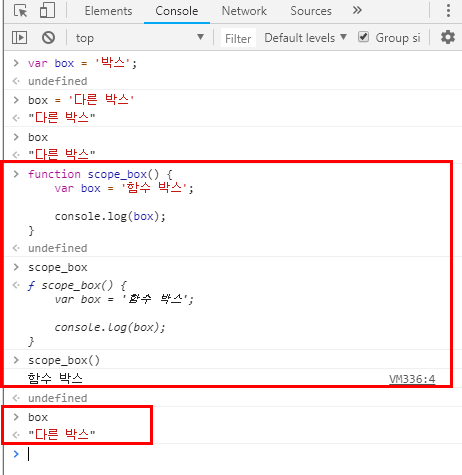 Elements Console Network Sources »
top Filter Default levels Group si
> var box = '박스';
< undefined
> box = '다른 박스'
< "다른 박스"
> box
< "다른 박스"
> function scope_box() {
var box = '함수 박스';
console.log(box);
}
< undefined
> scope_box
< ƒ scope_box() {
var box = '함수 박스';
console.log(box);
}
> scope_box()
함수 박스 VM336:4
< undefined
> box
< "다른 박스"
>